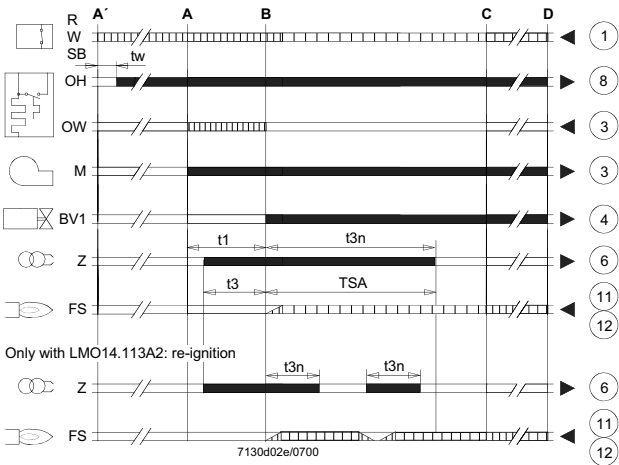 A´ A B C D
R
W 1
SB
tw
OH 8
OW 3
M 3
BV1 4
t1 t3n
Z 6
t3 TSA
FS 11
12
Only with LMO14.113A2: re-ignition
t3n t3n
Z 6
FS 11
12
7130d02e/0700